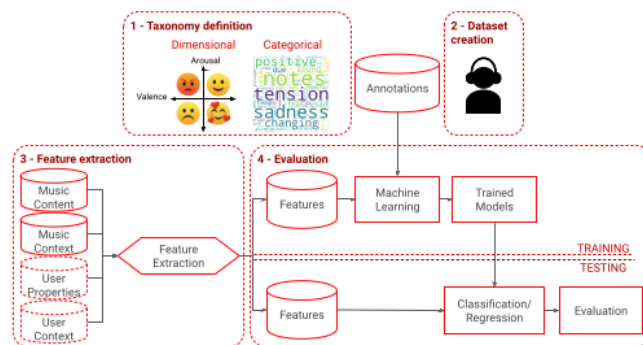 1 - Taxonomy definition
Dimensional
Categorical
Arousal
Valence
positive
dum
sound
notes
tension
sadness
changing
2 - Dataset
creation
Annotations
3 - Feature extraction
Music
Content
Music
Context
User
Properties
User
Context
Feature
Extraction
4 - Evaluation
Features
Machine
Learning
Trained
Models
TRAINING
TESTING
Features
Classification/
Regression
Evaluation